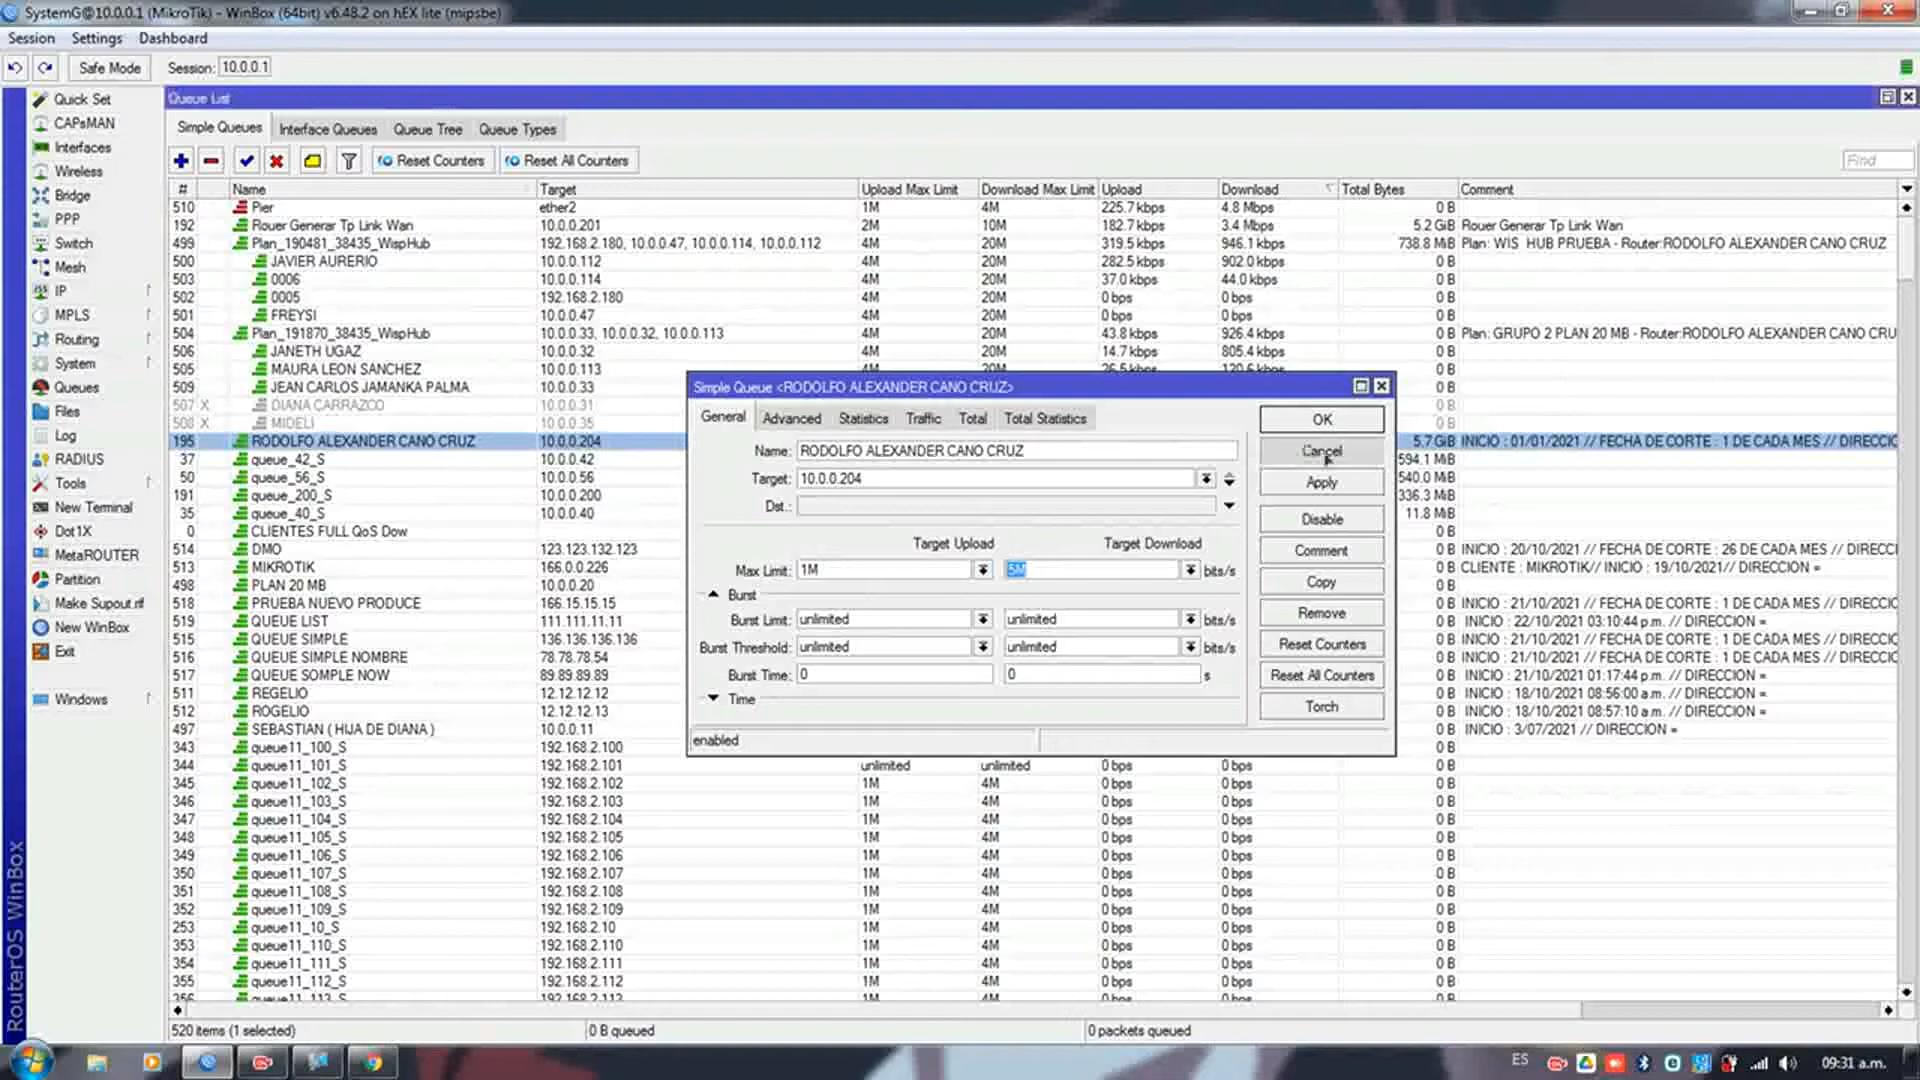 SystemG@10.0.0.1 (MikroTik) - WinBox (64bit) v6.48.2 on hEX lite (mipsbe)
Session Settings Dashboard
Safe Mode Session: 10.0.0.1
Quick Set
CAPsMAN
Interfaces
Wireless
Bridge
PPP
Switch
Mesh
IP
MPLS
Routing
System
Queues
Files
Log
RADIUS
Tools
New Terminal
Dot1X
MetaROUTER
Partition
Make Supout.rif
New WinBox
Exit
Windows
RouterOS WinBox
Queue List
Simple Queues Interface Queues Queue Tree Queue Types
Reset Counters Reset All Counters Find
# Name Target Upload Max Limit Download Max Limit Upload Download Total Bytes Comment
510 Pier ether2 1M 4M 225.7 kbps 4.8 Mbps 0 B
192 Rouer Generar Tp Link Wan 10.0.0.201 2M 10M 182.7 kbps 3.4 Mbps 5.2 GiB Rouer Generar Tp Link Wan
499 Plan_190481_38435_WispHub 192.168.2.180, 10.0.0.47, 10.0.0.114, 10.0.0.112 4M 20M 319.5 kbps 946.1 kbps 738.8 MiB Plan: WIS HUB PRUEBA - Router:RODOLFO ALEXANDER CANO CRUZ
500 JAVIER AURERIO 10.0.0.112 4M 20M 282.5 kbps 902.0 kbps 0 B
503 0006 10.0.0.114 4M 20M 37.0 kbps 44.0 kbps 0 B
502 0005 192.168.2.180 4M 20M 0 bps 0 bps 0 B
501 FREYSI 10.0.0.47 4M 20M 0 bps 0 bps 0 B
504 Plan_191870_38435_WispHub 10.0.0.33, 10.0.0.32, 10.0.0.113 4M 20M 43.8 kbps 926.4 kbps 0 B Plan: GRUPO 2 PLAN 20 MB - Router:RODOLFO ALEXANDER CANO CRU
506 JANETH UGAZ 10.0.0.32 4M 20M 14.7 kbps 805.4 kbps 0 B
505 MAURA LEON SANCHEZ 10.0.0.113 4M 20M 26.5 kbps 120.6 kbps 0 B
509 JEAN CARLOS JAMANKA PALMA 10.0.0.33 0 B
507 X DIANA CARRAZCO 10.0.0.31 0 B
508 X MIDELI 10.0.0.35 0 B
195 RODOLFO ALEXANDER CANO CRUZ 10.0.0.204 5.7 GiB INICIO : 01/01/2021 // FECHA DE CORTE : 1 DE CADA MES // DIRECCIO
37 queue_42_S 10.0.0.42 594.1 MiB
50 queue_56_S 10.0.0.56 540.0 MiB
191 queue_200_S 10.0.0.200 336.3 MiB
35 queue_40_S 10.0.0.40 11.8 MiB
0 CLIENTES FULL QoS Dow 0 B
514 DMO 123.123.132.123 0 B INICIO : 20/10/2021 // FECHA DE CORTE : 26 DE CADA MES // DIRECCI
513 MIKROTIK 166.0.0.226 0 B CLIENTE : MIKROTIK// INICIO : 19/10/2021// DIRECCION =
498 PLAN 20 MB 10.0.0.20 0 B
518 PRUEBA NUEVO PRODUCE 166.15.15.15 0 B INICIO : 21/10/2021 // FECHA DE CORTE : 1 DE CADA MES // DIRECCIO
519 QUEUE LIST 111.111.11.11 0 B INICIO : 22/10/2021 03:10:44 p.m. // DIRECCION =
515 QUEUE SIMPLE 136.136.136.136 0 B INICIO : 21/10/2021 // FECHA DE CORTE : 1 DE CADA MES // DIRECCIO
516 QUEUE SIMPLE NOMBRE 78.78.78.54 0 B INICIO : 21/10/2021 // FECHA DE CORTE : 1 DE CADA MES // DIRECCIO
517 QUEUE SOMPLE NOW 89.89.89.89 0 B INICIO : 21/10/2021 01:17:44 p.m. // DIRECCION =
511 REGELIO 12.12.12.12 0 B INICIO : 18/10/2021 08:56:00 a.m. // DIRECCION =
512 ROGELIO 12.12.12.13 0 B INICIO : 18/10/2021 08:57:10 a.m. // DIRECCION =
497 SEBASTIAN ( HIJA DE DIANA ) 10.0.0.11 0 B INICIO : 3/07/2021 // DIRECCION =
343 queue11_100_S 192.168.2.100 0 B
344 queue11_101_S 192.168.2.101 unlimited unlimited 0 bps 0 bps 0 B
345 queue11_102_S 192.168.2.102 1M 4M 0 bps 0 bps 0 B
346 queue11_103_S 192.168.2.103 1M 4M 0 bps 0 bps 0 B
347 queue11_104_S 192.168.2.104 1M 4M 0 bps 0 bps 0 B
348 queue11_105_S 192.168.2.105 1M 4M 0 bps 0 bps 0 B
349 queue11_106_S 192.168.2.106 1M 4M 0 bps 0 bps 0 B
350 queue11_107_S 192.168.2.107 1M 4M 0 bps 0 bps 0 B
351 queue11_108_S 192.168.2.108 1M 4M 0 bps 0 bps 0 B
352 queue11_109_S 192.168.2.109 1M 4M 0 bps 0 bps 0 B
253 queue11_10_S 192.168.2.10 1M 4M 0 bps 0 bps 0 B
353 queue11_110_S 192.168.2.110 1M 4M 0 bps 0 bps 0 B
354 queue11_111_S 192.168.2.111 1M 4M 0 bps 0 bps 0 B
355 queue11_112_S 192.168.2.112 1M 4M 0 bps 0 bps 0 B
356 queue11_113_S 192.168.2.113 1M 4M 0 bps 0 bps 0 B
520 items (1 selected) 0 B queued 0 packets queued
Simple Queue <RODOLFO ALEXANDER CANO CRUZ>
General Advanced Statistics Traffic Total Total Statistics
Name: RODOLFO ALEXANDER CANO CRUZ
Target: 10.0.0.204
Dst.:
Target Upload Target Download
Max Limit: 1M 5M bits/s
Burst
Burst Limit: unlimited unlimited bits/s
Burst Threshold: unlimited unlimited bits/s
Burst Time: 0 0 s
Time
enabled
OK
Cancel
Apply
Disable
Comment
Copy
Remove
Reset Counters
Reset All Counters
Torch
ES 09:31 a.m.